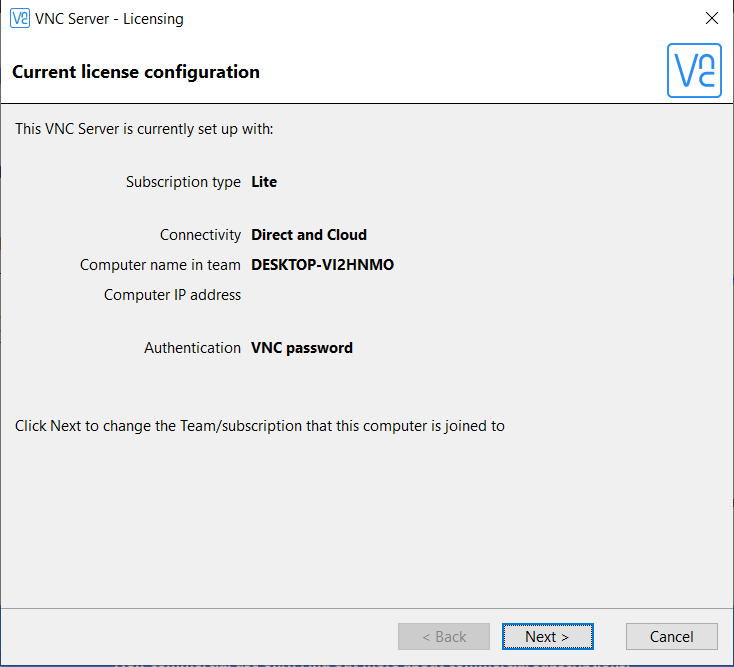 VNC Server - Licensing
Current license configuration
This VNC Server is currently set up with:
Subscription type Lite
Connectivity Direct and Cloud
Computer name in team DESKTOP-VI2HNMO
Computer IP address
Authentication VNC password
Click Next to change the Team/subscription that this computer is joined to
< Back Next > Cancel